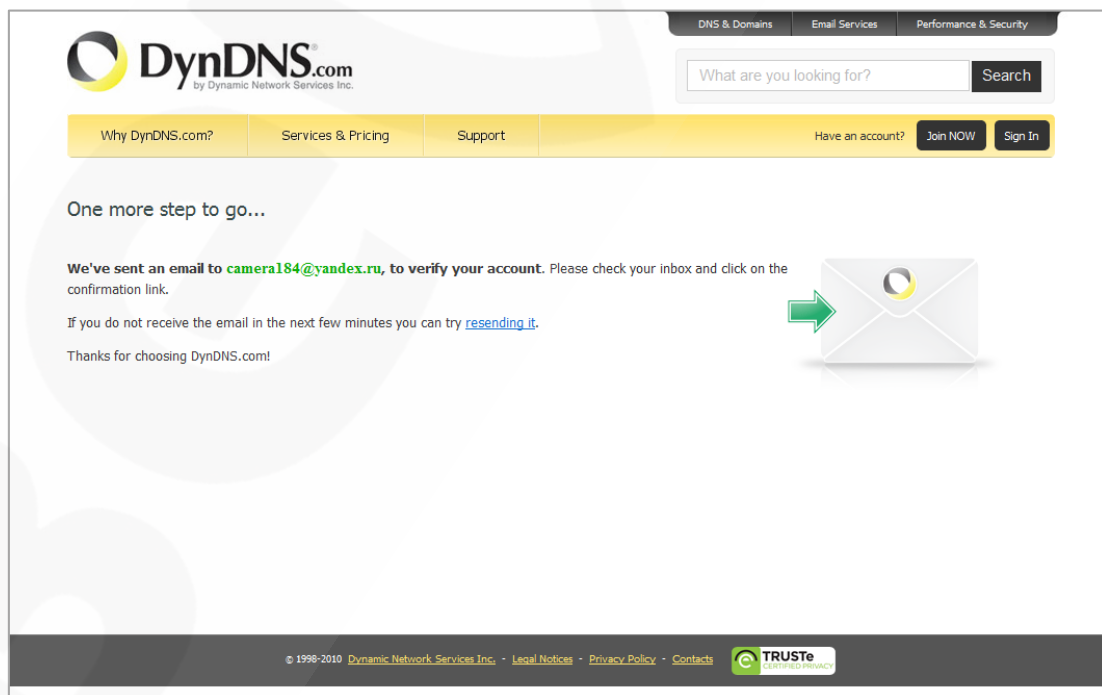 DNS & Domains Email Services Performance & Security
DynDNS.com
by Dynamic Network Services Inc.
What are you looking for? Search
Why DynDNS.com? Services & Pricing Support Have an account? Join NOW Sign In
One more step to go...
We've sent an email to camera184@yandex.ru, to verify your account. Please check your inbox and click on the
confirmation link.
If you do not receive the email in the next few minutes you can try resending it.
Thanks for choosing DynDNS.com!
© 1998-2010 Dynamic Network Services Inc. - Legal Notices - Privacy Policy - Contacts TRUSTe
CERTIFIED PRIVACY